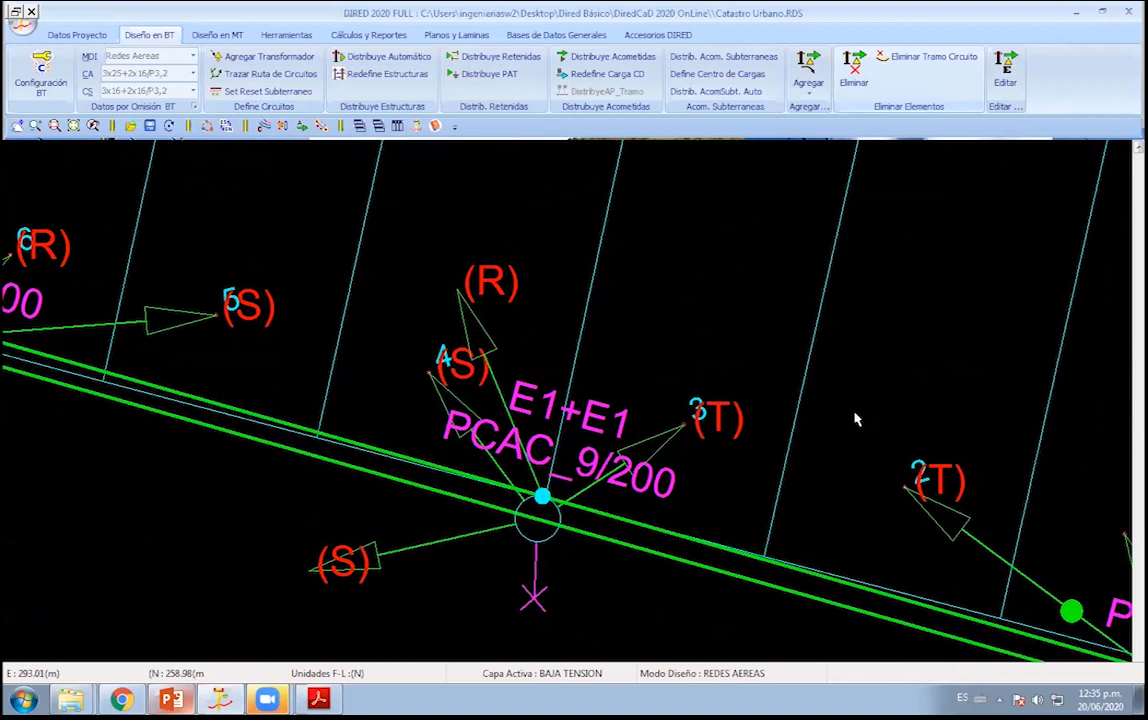 DIRED 2020 FULL : C:\Users\ingenieriasw2\Desktop\Dired Básico\DiredCaD 2020 OnLine\\Catastro Urbano.RDS
Datos Proyecto
Diseño en BT
Diseño en MT
Herramientas
Cálculos y Reportes
Planos y Laminas
Bases de Datos Generales
Accesorios DIRED
Configuración
BT
MDI
Redes Aereas
CA
3x25+2x16/P3,2
CS
3x16+2x16/P3,2
Datos por Omisión BT
Agregar Transformador
Trazar Ruta de Circuitos
Set Reset Subterraneo
Define Circuitos
Distribuye Automático
Redefine Estructuras
Distribuye Estructuras
Distribuye Retenidas
Distribuye PAT
Distrib. Retenidas
Distribuye Acometidas
Redefine Carga CD
DistribuyeAP_Tramo
Distrubuye Acometidas
Distrib. Acom. Subterraneas
Define Centro de Cargas
Distrib. AcomSubt. Auto
Acom. Subterraneas
Agregar
Agregar...
Eliminar
Eliminar Tramo Circuito
Eliminar Elementos
Editar
Editar ...
6
(R)
00
5
(S)
(R)
4
(S)
E1+E1
PCAC_9/200
3
(T)
2
(T)
(S)
P
E : 293.01(m)
(N : 258.98(m
Unidades F-L :(N)
Capa Activa : BAJA TENSION
Modo Diseño : REDES AEREAS
ES
12:35 p.m.
20/06/2020